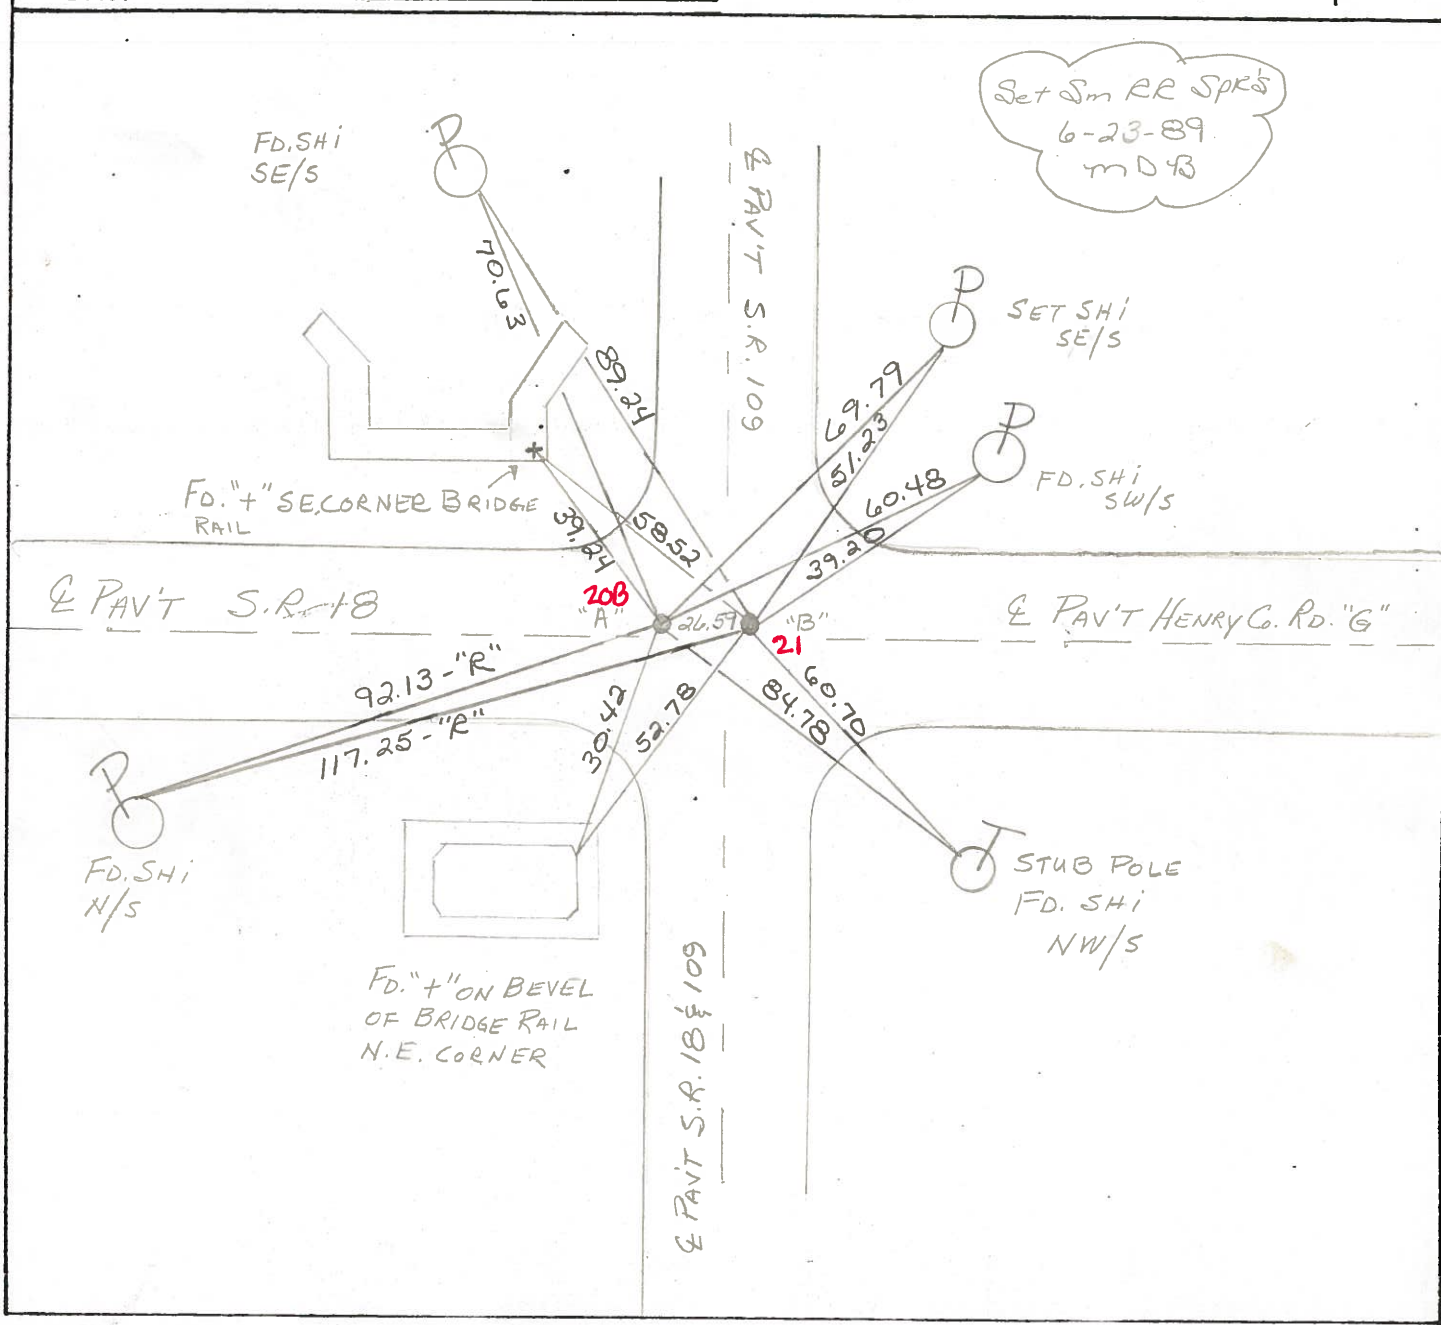 Set Sm RR Spk's
6-23-89
MDB
FD. SHi
SE/S
70.63
89.24
℄ PAV'T S.R. 109
SET SHi
SE/S
69.79
51.23
FD. SHi
SW/S
60.48
39.20
FD. "+" SE. CORNER BRIDGE
RAIL
39.24
58.52
℄ PAV'T S.R. 18
20B
"A"
26.59
"B"
21
℄ PAV'T HENRY Co. RD. "G"
92.13-"R"
117.25-"R"
30.42
52.78
84.78
60.70
FD. SHi
N/S
STUB POLE
FD. SHi
NW/S
FD. "+" ON BEVEL
OF BRIDGE RAIL
N.E. CORNER
℄ PAV'T S.R. 18 & 109